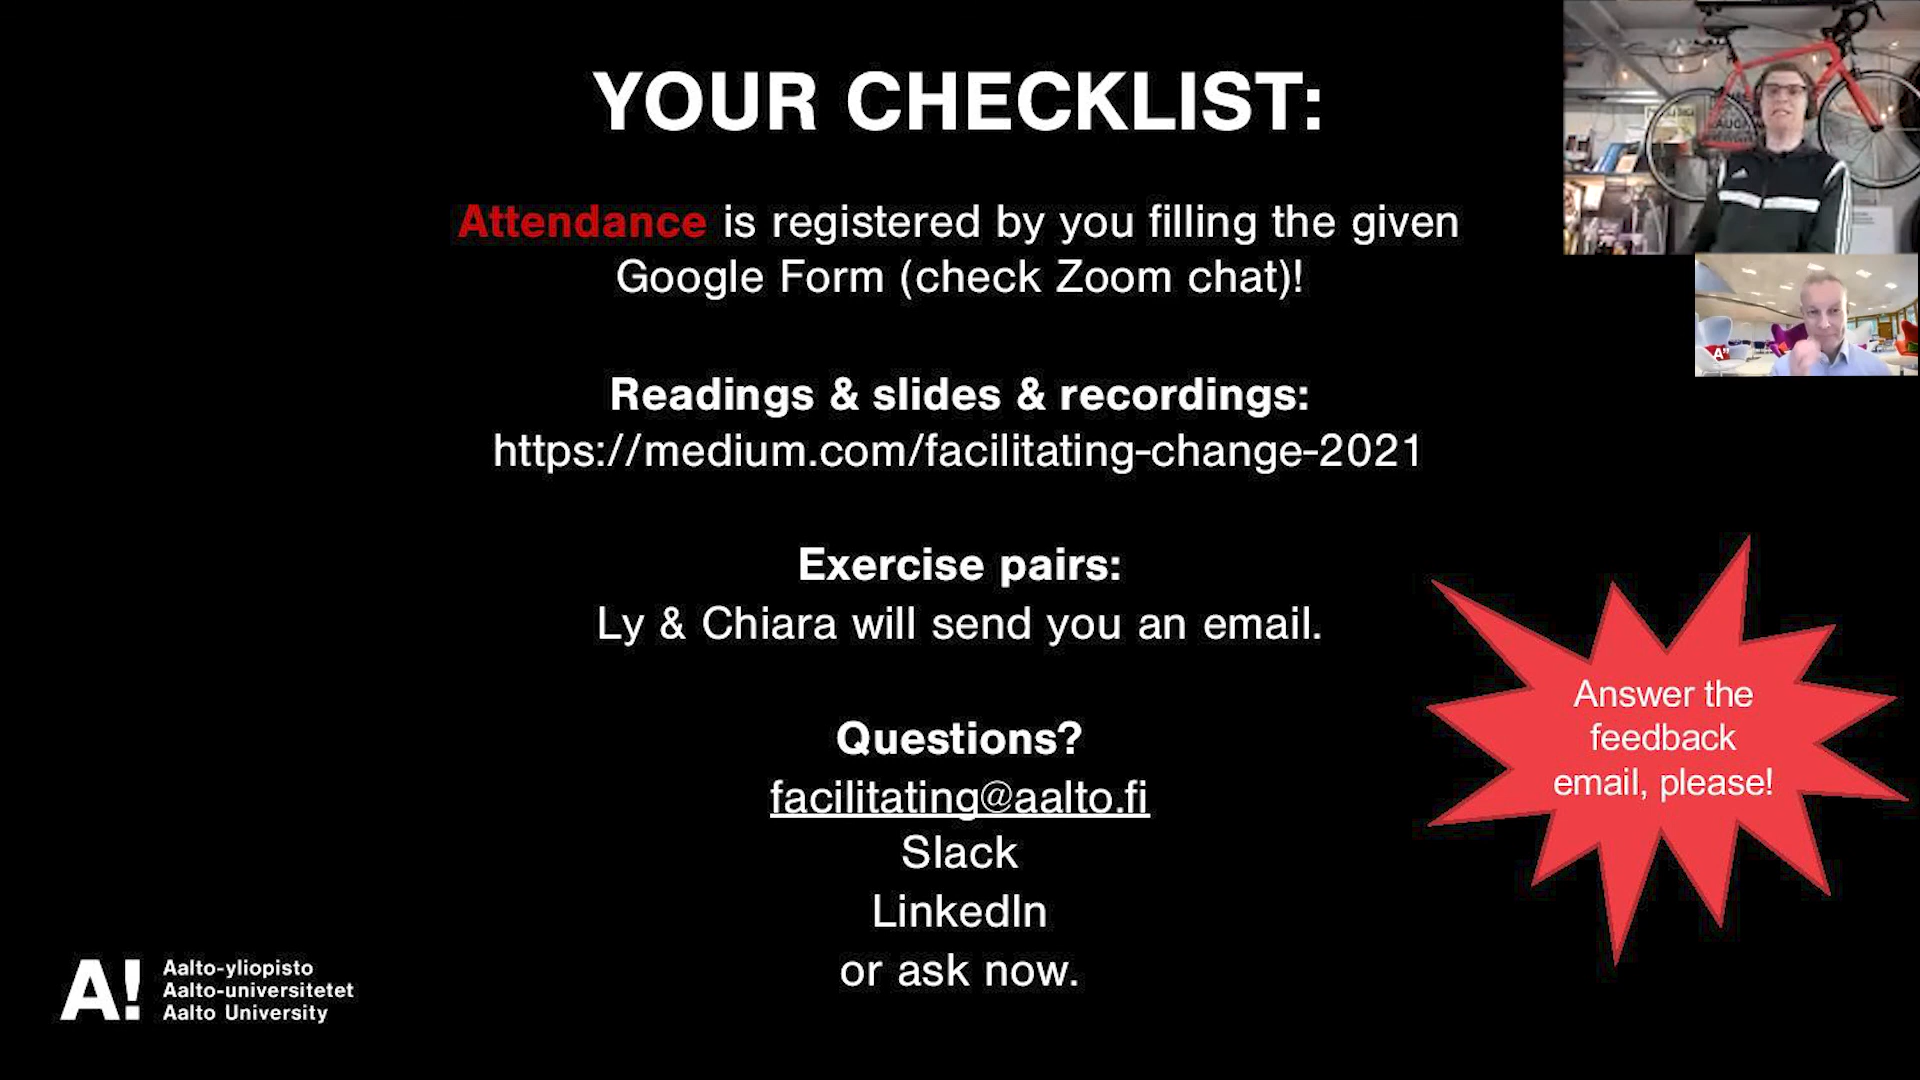 YOUR CHECKLIST:
Attendance is registered by you filling the given
Google Form (check Zoom chat)!
Readings & slides & recordings:
https://medium.com/facilitating-change-2021
Exercise pairs:
Ly & Chiara will send you an email.
Questions?
facilitating@aalto.fi
Slack
LinkedIn
or ask now.
Answer the
feedback
email, please!
A!
Aalto-yliopisto
Aalto-universitetet
Aalto University